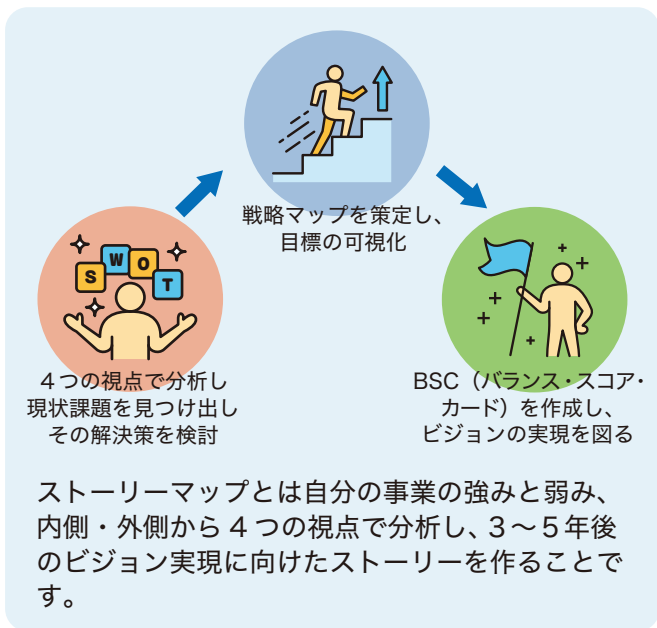 戦略マップを策定し、
目標の可視化
S
W
O
T
4つの視点で分析し
現状課題を見つけ出し
その解決策を検討
BSC（バランス・スコア・
カード）を作成し、
ビジョンの実現を図る
ストーリーマップとは自分の事業の強みと弱み、
内側・外側から4つの視点で分析し、3～5年後
のビジョン実現に向けたストーリーを作ることで
す。